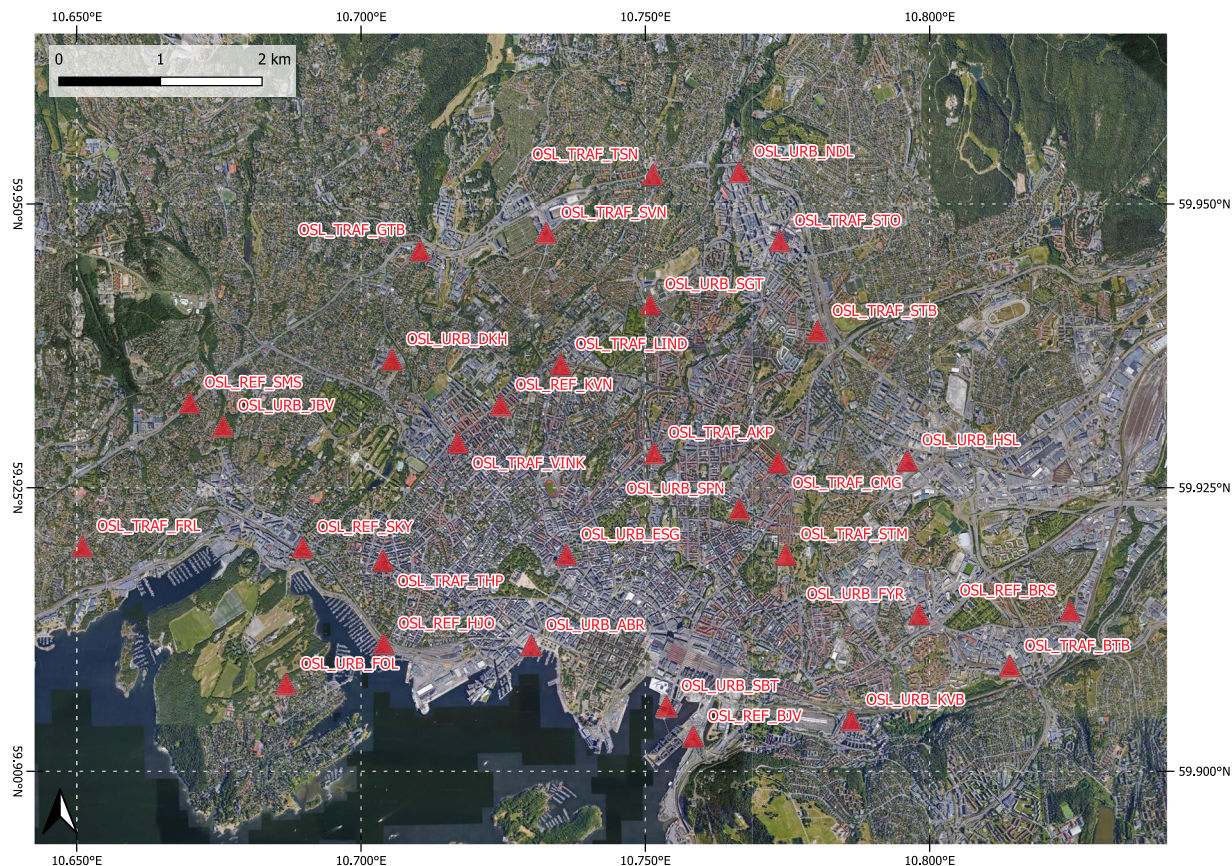 10.650°E 10.700°E 10.750°E 10.800°E
0 1 2 km
OSL_TRAF_TSN
OSL_URB_NDL
59.950°N
59.950°N
OSL_TRAF_SVN
OSL_TRAF_STO
OSL_TRAF_GTB
OSL_URB_SGT
OSL_TRAF_STB
OSL_URB_DKH
OSL_TRAF_LIND
OSL_REF_SMS
OSL_REF_KVN
OSL_URB_JBV
OSL_TRAF_AKP
OSL_URB_HSL
OSL_TRAF_VINK
OSL_TRAF_CMG
OSL_URB_SPN
59.925°N
59.925°N
OSL_TRAF_FRL
OSL_REF_SKY
OSL_URB_ESG
OSL_TRAF_STM
OSL_TRAF_THP
OSL_URB_FYR
OSL_REF_BRS
OSL_REF_HJO
OSL_URB_ABR
OSL_TRAF_BTB
OSL_URB_FOL
OSL_URB_SBT
OSL_URB_KVB
OSL_REF_BJV
59.900°N
59.900°N
10.650°E 10.700°E 10.750°E 10.800°E